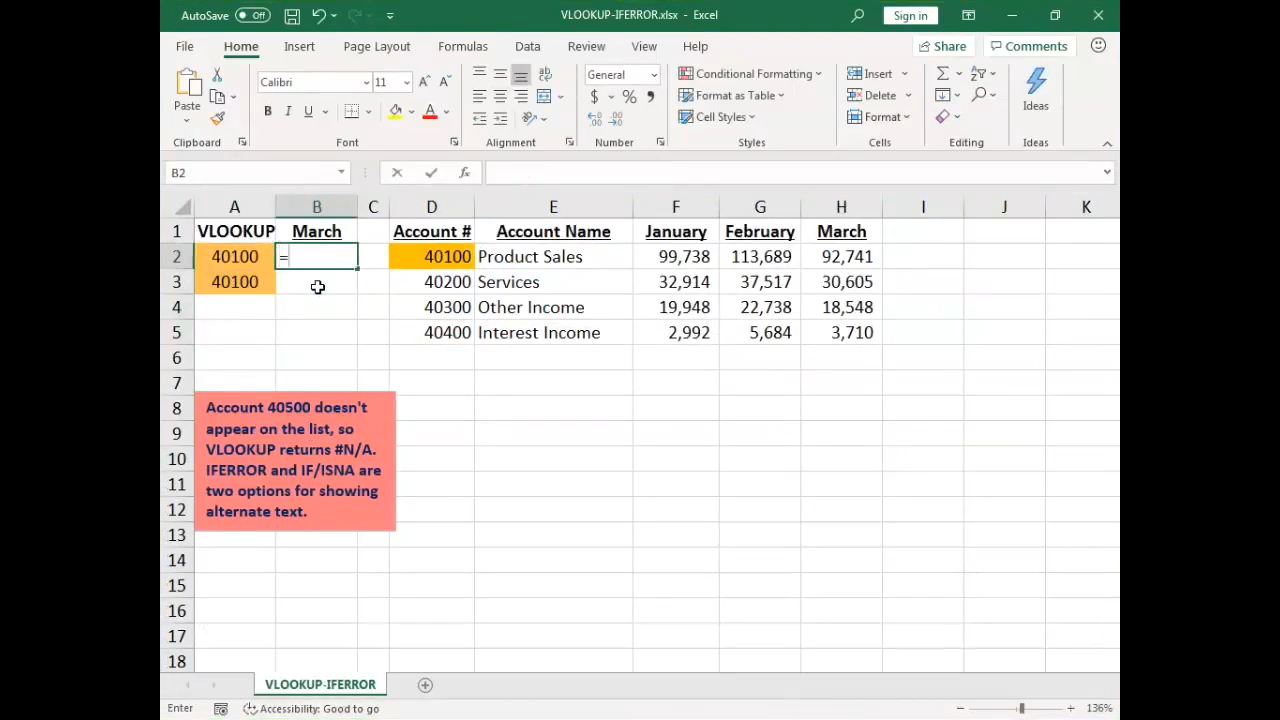 AutoSave Off VLOOKUP-IFERROR.xlsx - Excel Sign in
File Home Insert Page Layout Formulas Data Review View Help Share Comments
Paste Calibri 11 A A ab General Conditional Formatting Insert Ideas
B I U A $ % , Format as Table Delete
Cell Styles Format
Clipboard Font Alignment Number Styles Cells Editing Ideas
B2 fx
A B C D E F G H I J K
1 VLOOKUP March Account # Account Name January February March
2 40100 = 40100 Product Sales 99,738 113,689 92,741
3 40100 40200 Services 32,914 37,517 30,605
4 40300 Other Income 19,948 22,738 18,548
5 40400 Interest Income 2,992 5,684 3,710
6
7
8
9
10
11
12
13
14
15
16
17
18
Account 40500 doesn't
appear on the list, so
VLOOKUP returns #N/A.
IFERROR and IF/ISNA are
two options for showing
alternate text.
VLOOKUP-IFERROR
Enter Accessibility: Good to go 136%